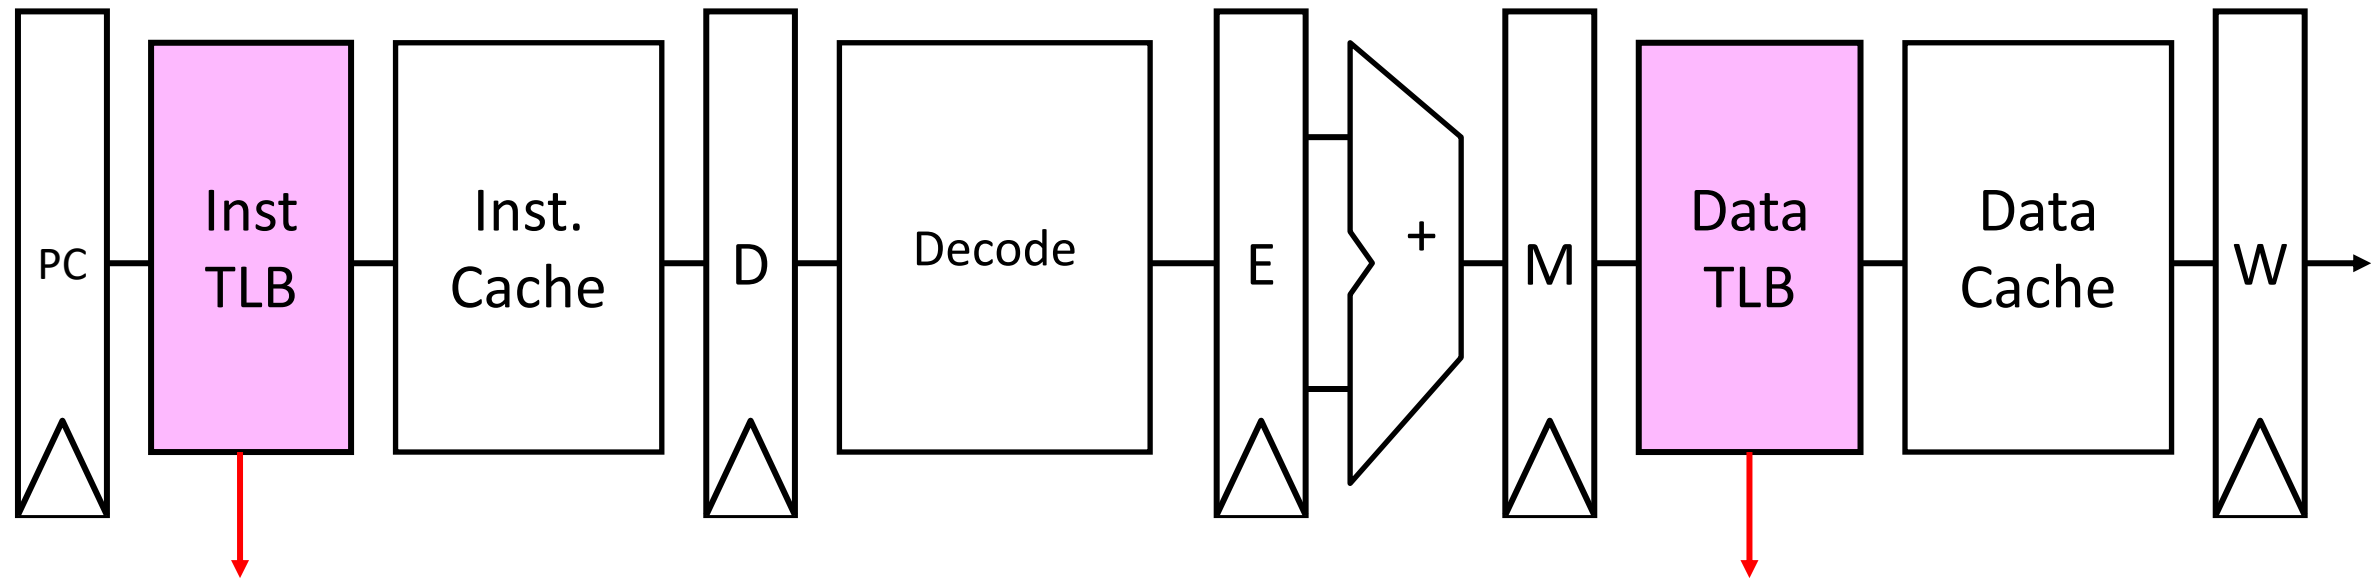 PC
Inst
TLB
Inst.
Cache
D
Decode
E
+
M
Data
TLB
Data
Cache
W